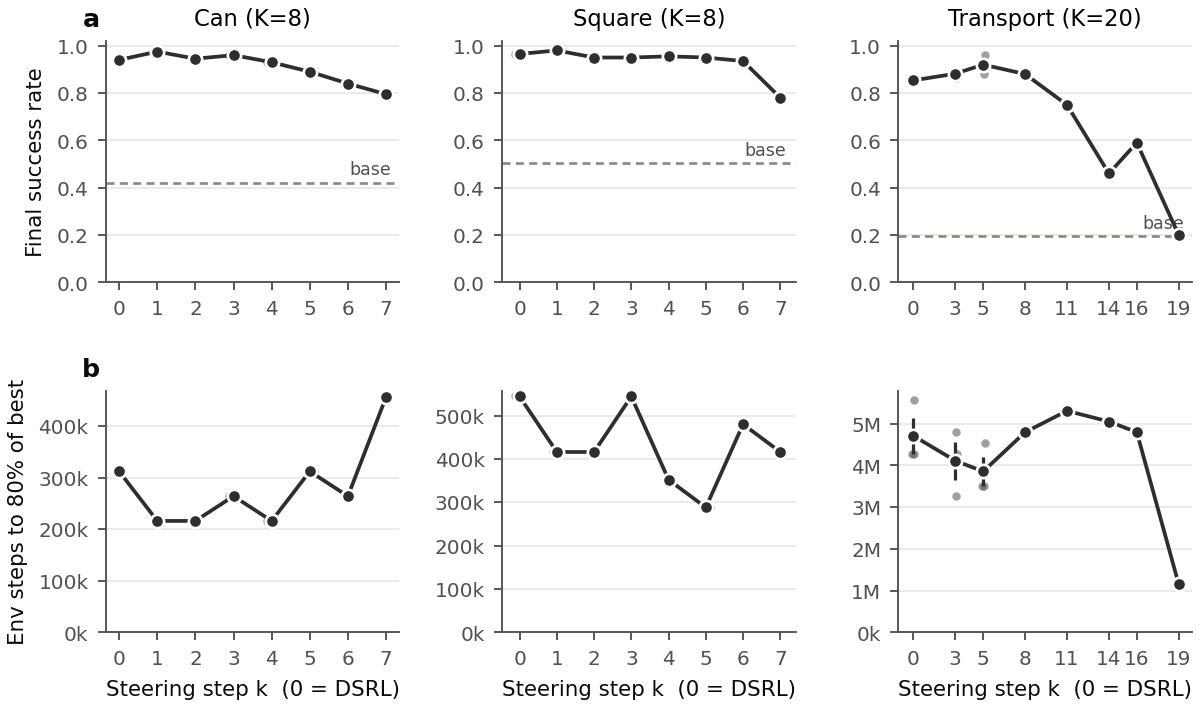 a
Can (K=8)
Square (K=8)
Transport (K=20)
Final success rate
1.0
0.8
0.6
0.4
0.2
0.0
base
0 1 2 3 4 5 6 7
1.0
0.8
0.6
0.4
0.2
0.0
base
0 1 2 3 4 5 6 7
1.0
0.8
0.6
0.4
0.2
0.0
base
0 3 5 8 11 14 16 19
b
Env steps to 80% of best
400k
300k
200k
100k
0k
0 1 2 3 4 5 6 7
Steering step k (0 = DSRL)
500k
400k
300k
200k
100k
0k
0 1 2 3 4 5 6 7
Steering step k (0 = DSRL)
5M
4M
3M
2M
1M
0k
0 3 5 8 11 14 16 19
Steering step k (0 = DSRL)